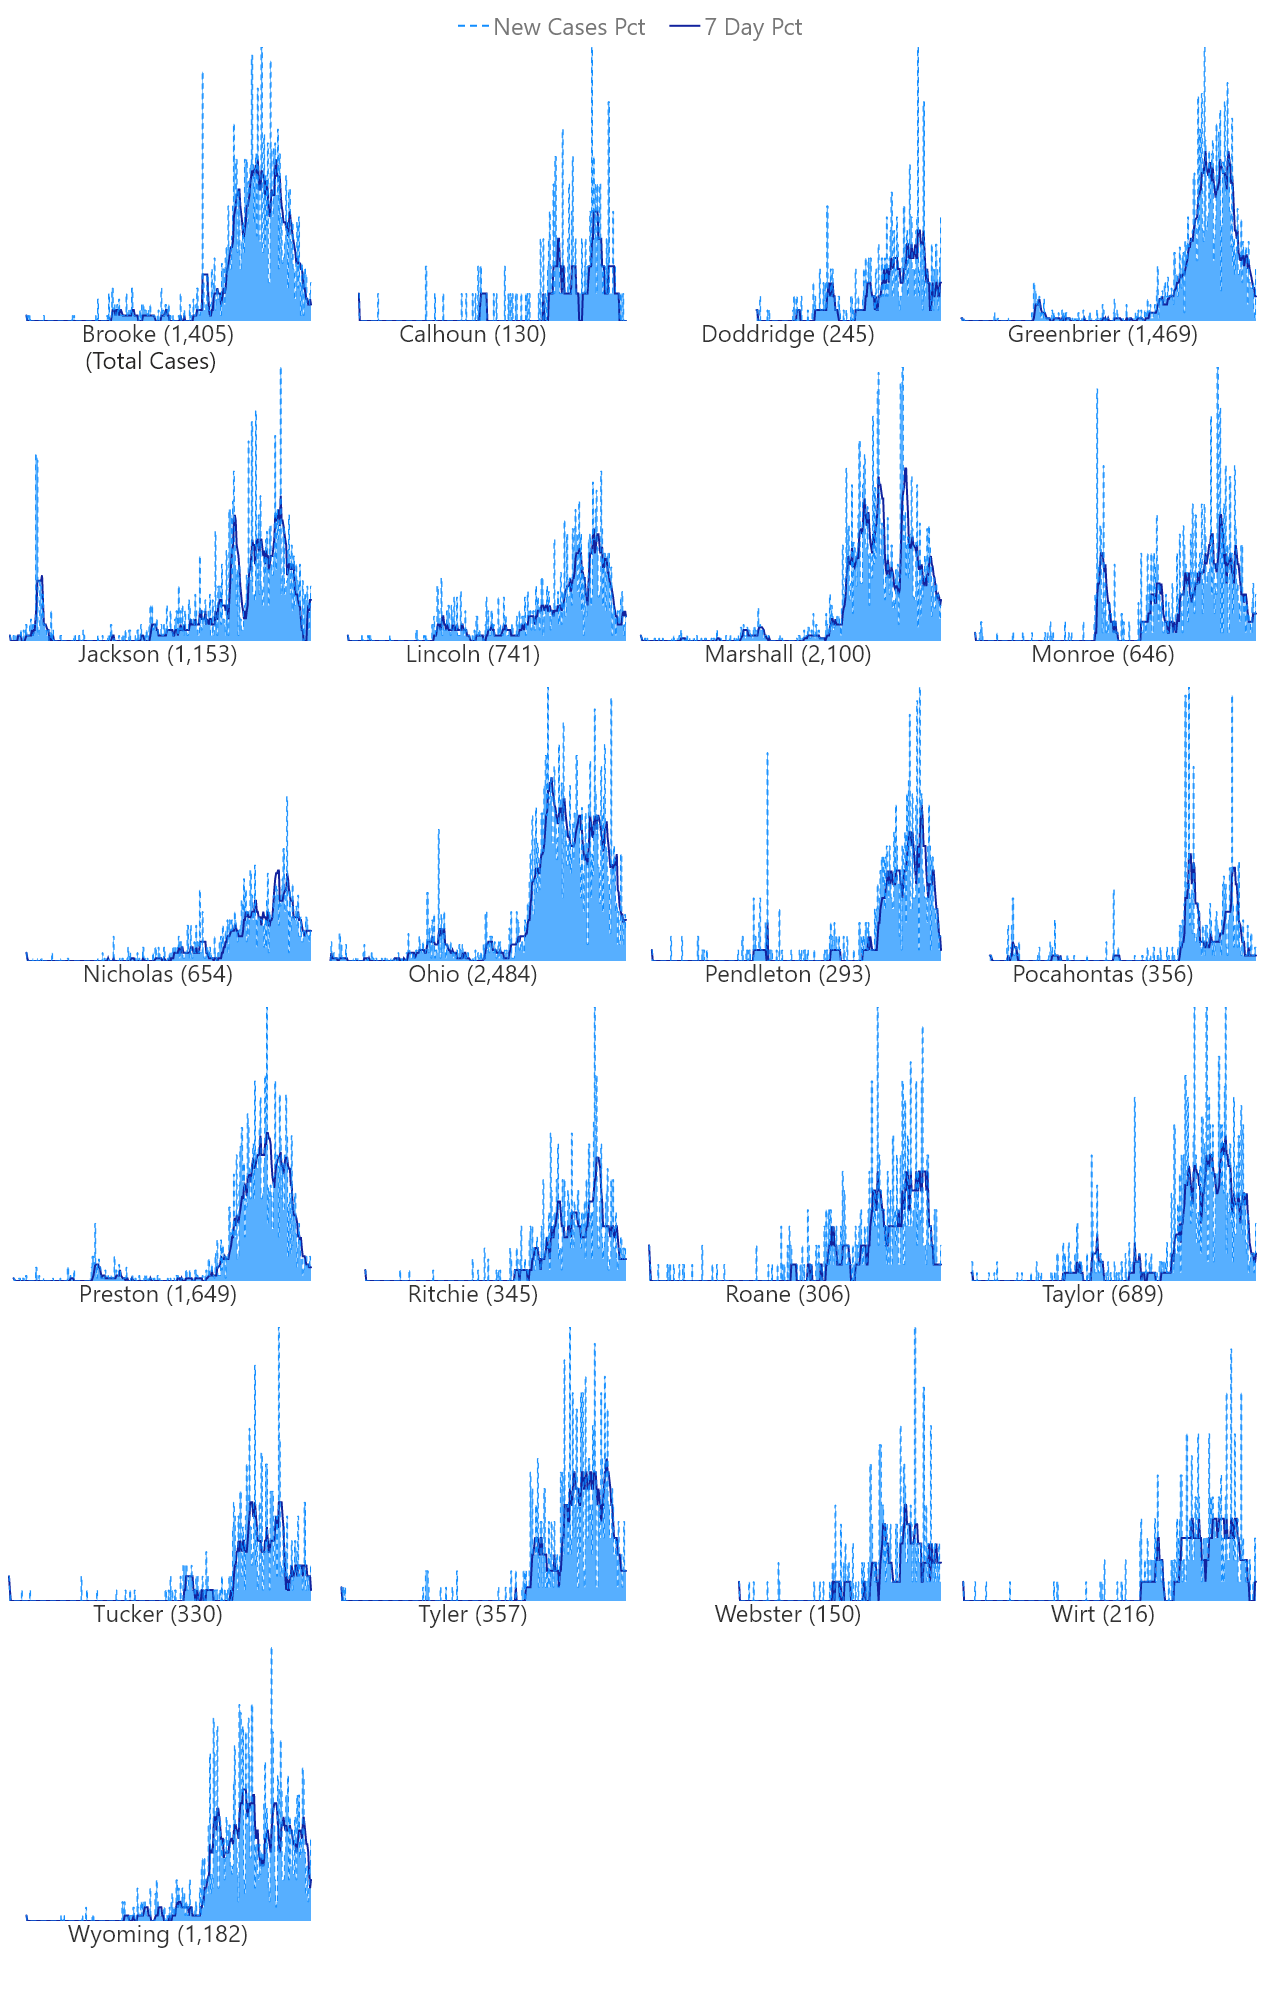 New Cases Pct 7 Day Pct
Brooke (1,405) Calhoun (130) Doddridge (245) Greenbrier (1,469)
(Total Cases)
Jackson (1,153) Lincoln (741) Marshall (2,100) Monroe (646)
Nicholas (654) Ohio (2,484) Pendleton (293) Pocahontas (356)
Preston (1,649) Ritchie (345) Roane (306) Taylor (689)
Tucker (330) Tyler (357) Webster (150) Wirt (216)
Wyoming (1,182)